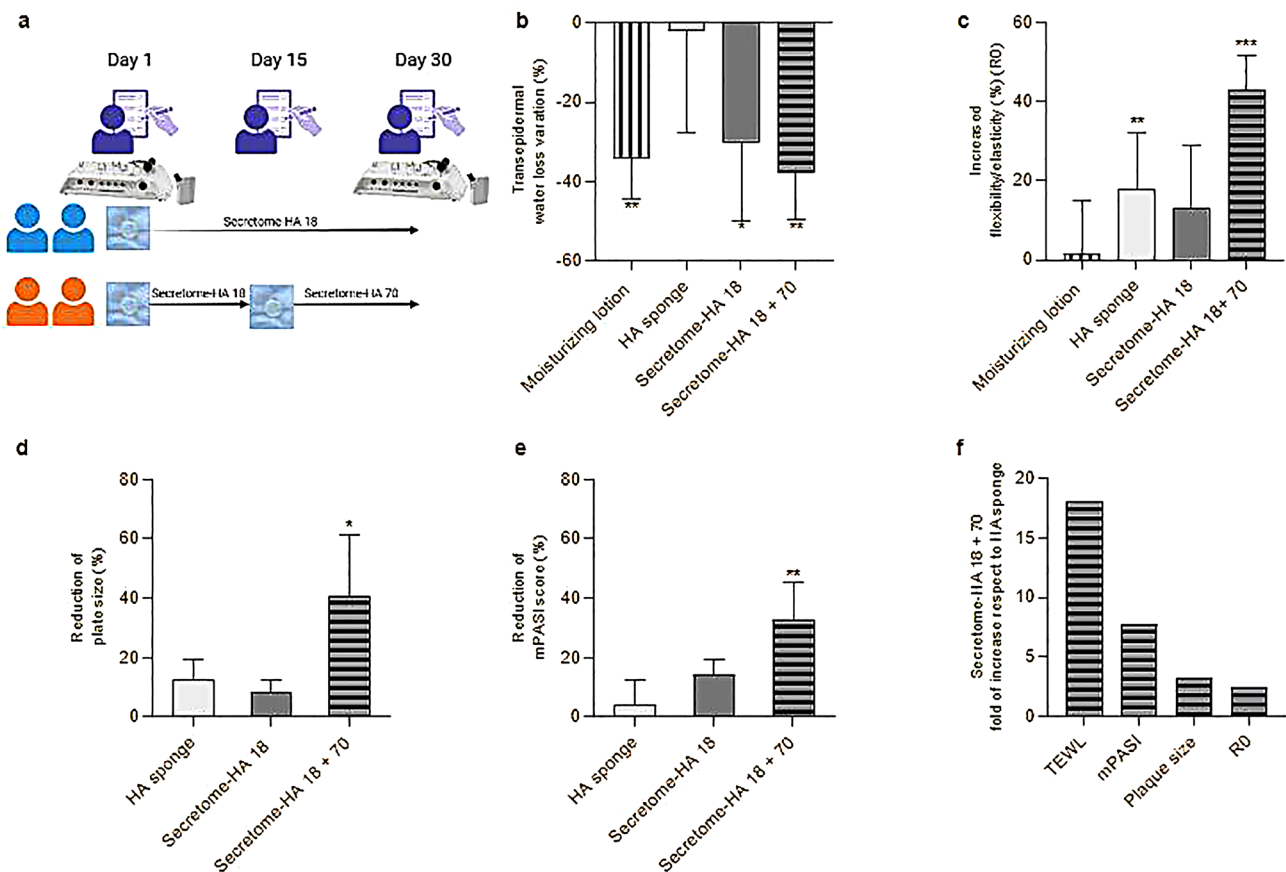 a
Day 1
Day 15
Day 30
Secretome-HA 18
Secretome-HA 18
Secretome-HA 70
b
Transepidermal
water loss variation (%)
0
-20
-40
-60
**
*
**
Moisturizing lotion
HA sponge
Secretome-HA 18
Secretome-HA 18 + 70
c
Increased
floxibility/elasticity (%) (R0)
60
40
20
0
**
***
Moisturizing lotion
HA sponge
Secretome-HA 18
Secretome-HA 18+ 70
d
Reduction of
plate size (%)
80
60
40
20
0
*
HA sponge
Secretome-HA 18
Secretome-HA 18 + 70
e
Reduction of
mPASI score (%)
80
60
40
20
0
**
HA sponge
Secretome-HA 18
Secretome-HA 18 + 70
f
Secretome-HA 18 + 70
fold of increase respect to HA sponge
20
15
10
5
0
TEWL
mPASI
Plaque size
R0